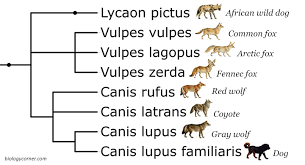 Lycaon pictus African wild dog
Vulpes vulpes Common fox
Vulpes lagopus Arctic fox
Vulpes zerda Fennec fox
Canis rufus Red wolf
Canis latrans Coyote
Canis lupus Gray wolf
Canis lupus familiaris Dog
biologycorner.com